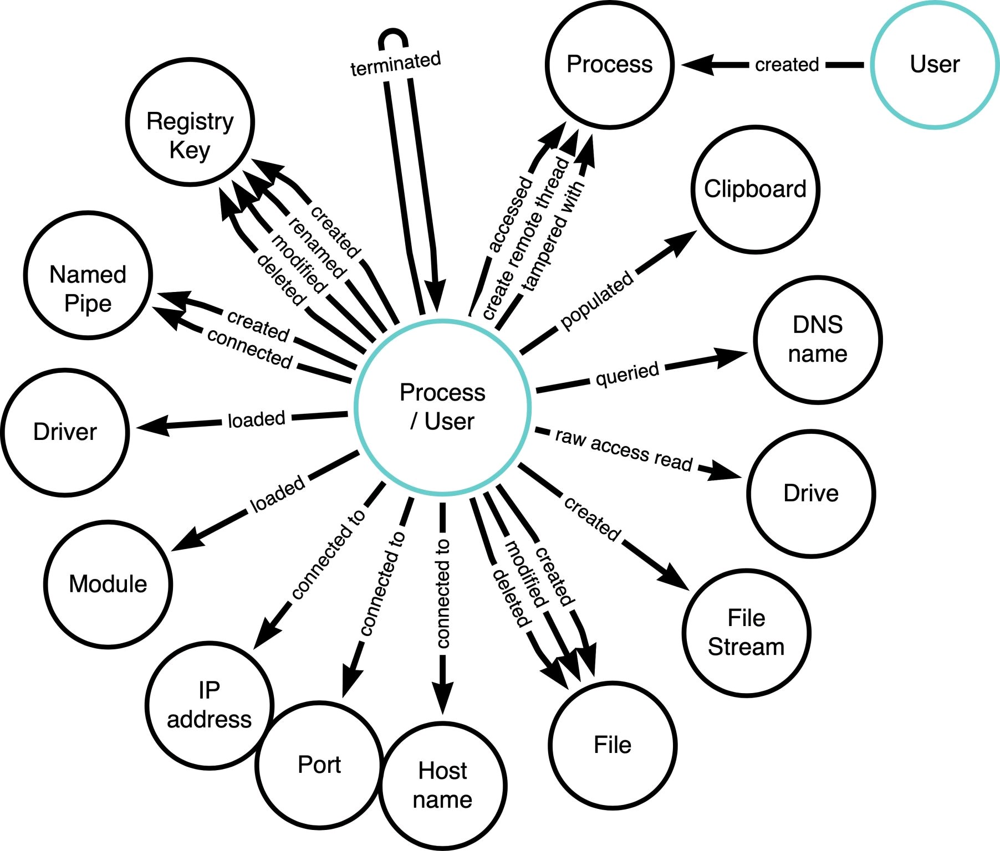 terminated
Process
created
User
Registry
Key
accessed
create remote thread
tampered with
Clipboard
created
renamed
modified
deleted
populated
Named
Pipe
created
connected
DNS
name
queried
Process
/ User
Driver
loaded
raw access read
Drive
loaded
created
Module
connected to
connected to
connected to
deleted
modified
created
File
Stream
IP
address
Port
Host
name
File